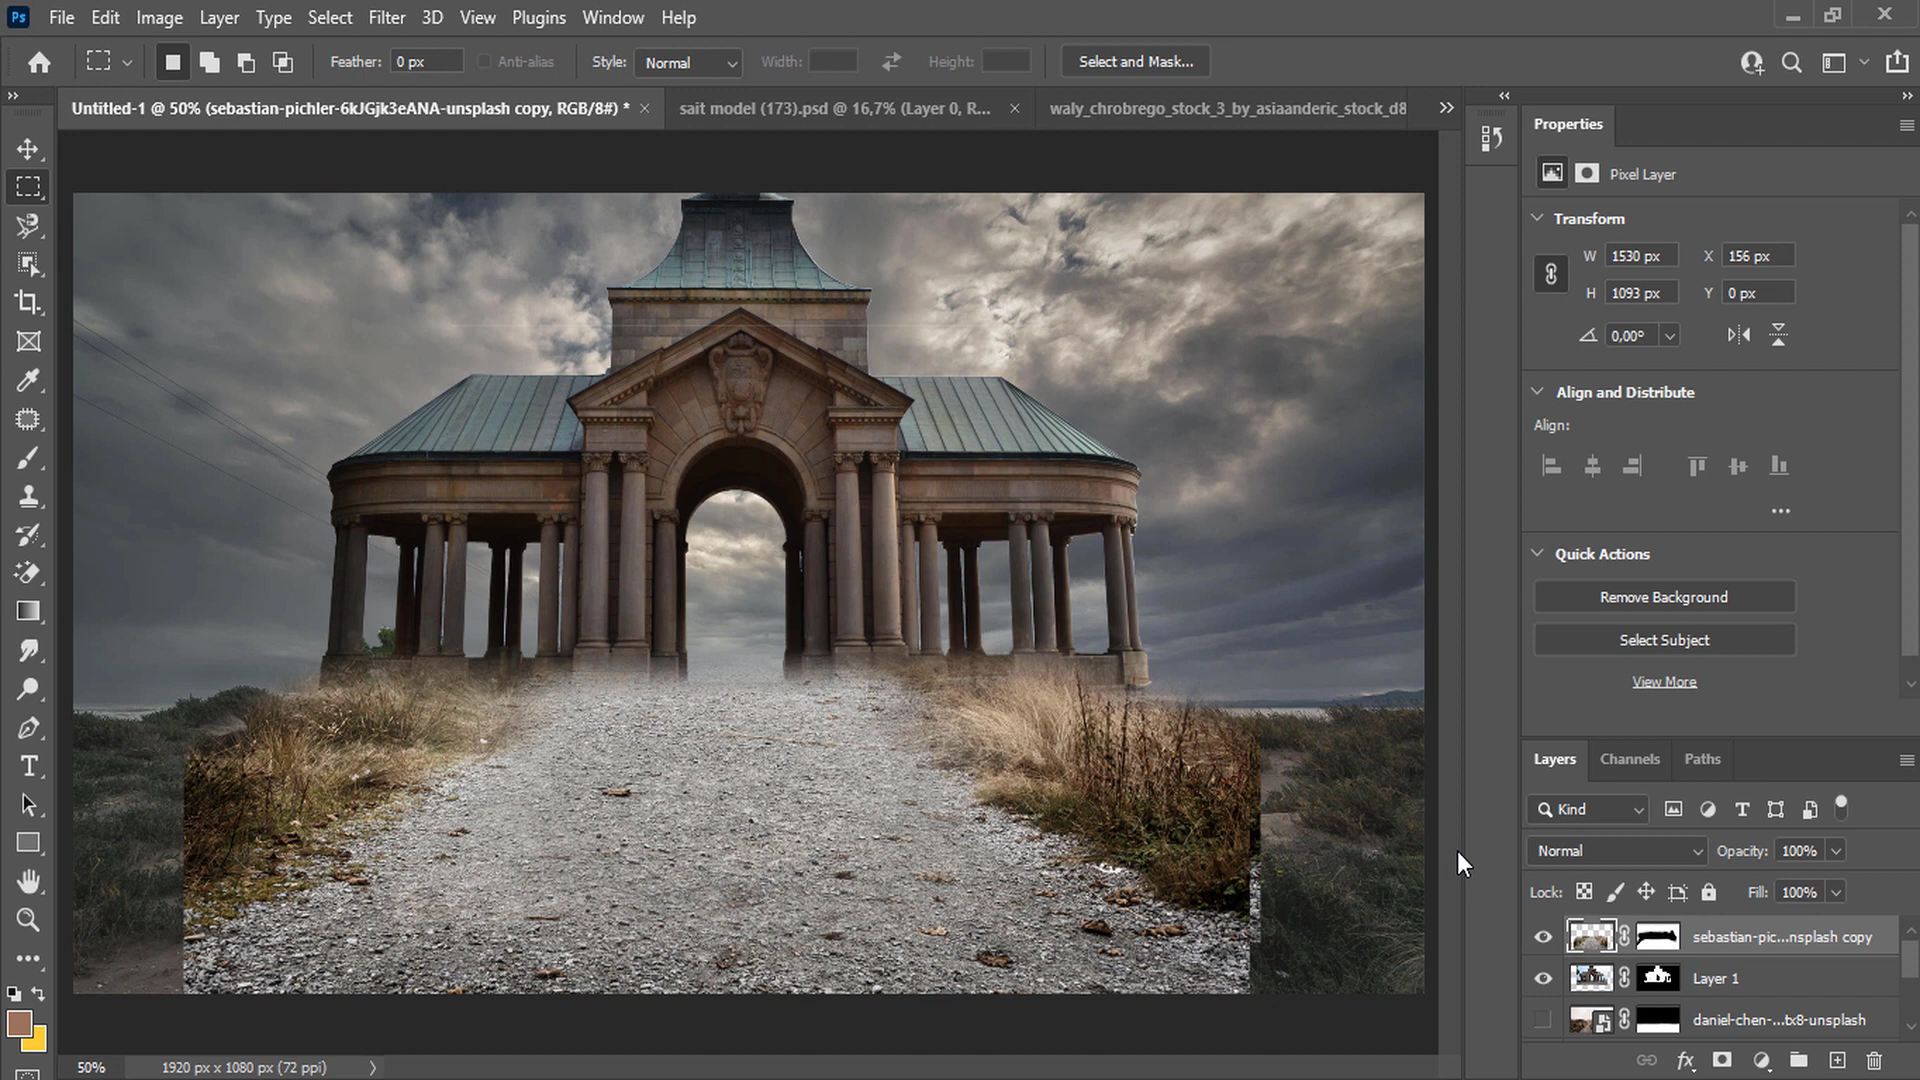 Ps File Edit Image Layer Type Select Filter 3D View Plugins Window Help
Feather: 0 px Anti-alias Style: Normal Width: Height: Select and Mask...
Untitled-1 @ 50% (sebastian-pichler-6kJGjk3eANA-unsplash copy, RGB/8#) * sait model (173).psd @ 16,7% (Layer 0, R... waly_chrobrego_stock_3_by_asiaanderic_stock_d8
Properties
Pixel Layer
Transform
W 1530 px X 156 px
H 1093 px Y 0 px
0,00°
Align and Distribute
Align:
Quick Actions
Remove Background
Select Subject
View More
Layers Channels Paths
Kind
Normal Opacity: 100%
Lock: Fill: 100%
sebastian-pic...nsplash copy
Layer 1
daniel-chen-...tx8-unsplash
50% 1920 px x 1080 px (72 ppi)